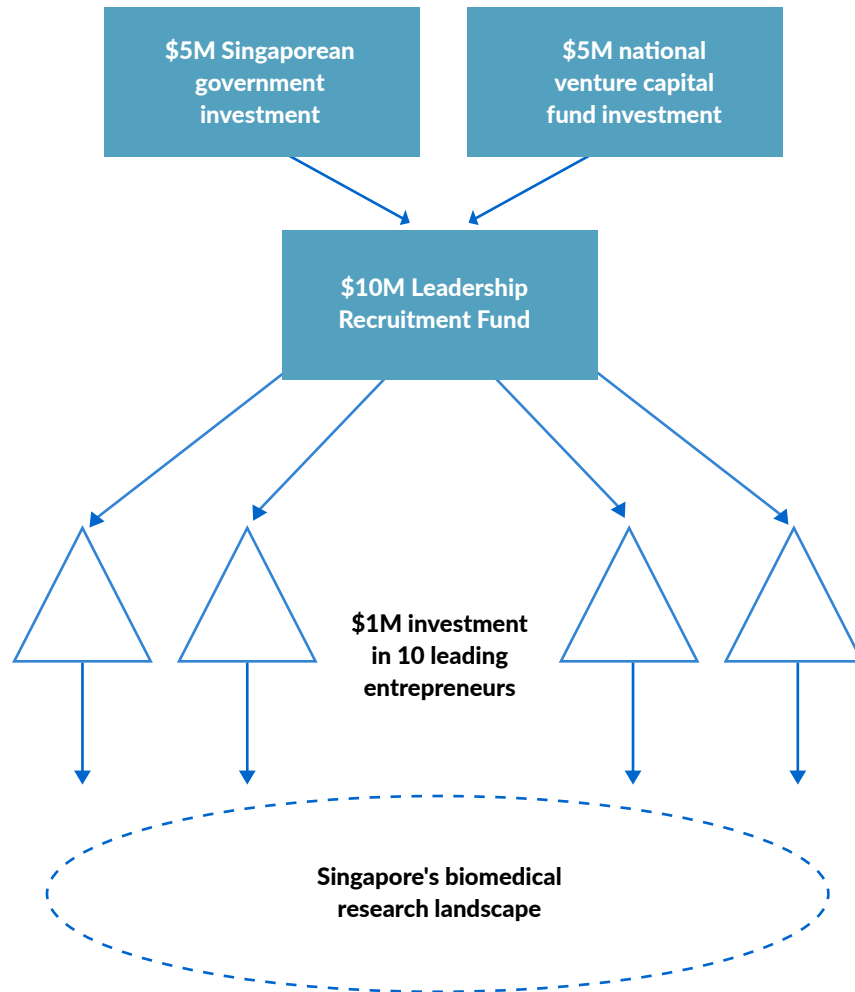 $5M Singaporean
government
investment
$5M national
venture capital
fund investment
$10M Leadership
Recruitment Fund
$1M investment
in 10 leading
entrepreneurs
Singapore's biomedical
research landscape